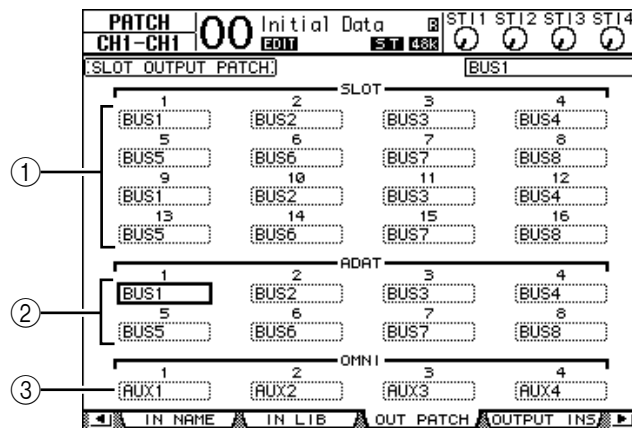 PATCH
CH1-CH1
00 Initial Data R
EDIT ST 48K
STI1 STI2 STI3 STI4
SLOT OUTPUT PATCH BUS1
SLOT
1 2 3 4
BUS1 BUS2 BUS3 BUS4
5 6 7 8
BUS5 BUS6 BUS7 BUS8
9 10 11 12
BUS1 BUS2 BUS3 BUS4
13 14 15 16
BUS5 BUS6 BUS7 BUS8
①
ADAT
1 2 3 4
BUS1 BUS2 BUS3 BUS4
5 6 7 8
BUS5 BUS6 BUS7 BUS8
②
OMNI
1 2 3 4
AUX1 AUX2 AUX3 AUX4
③
IN NAME IN LIB OUT PATCH OUTPUT INS